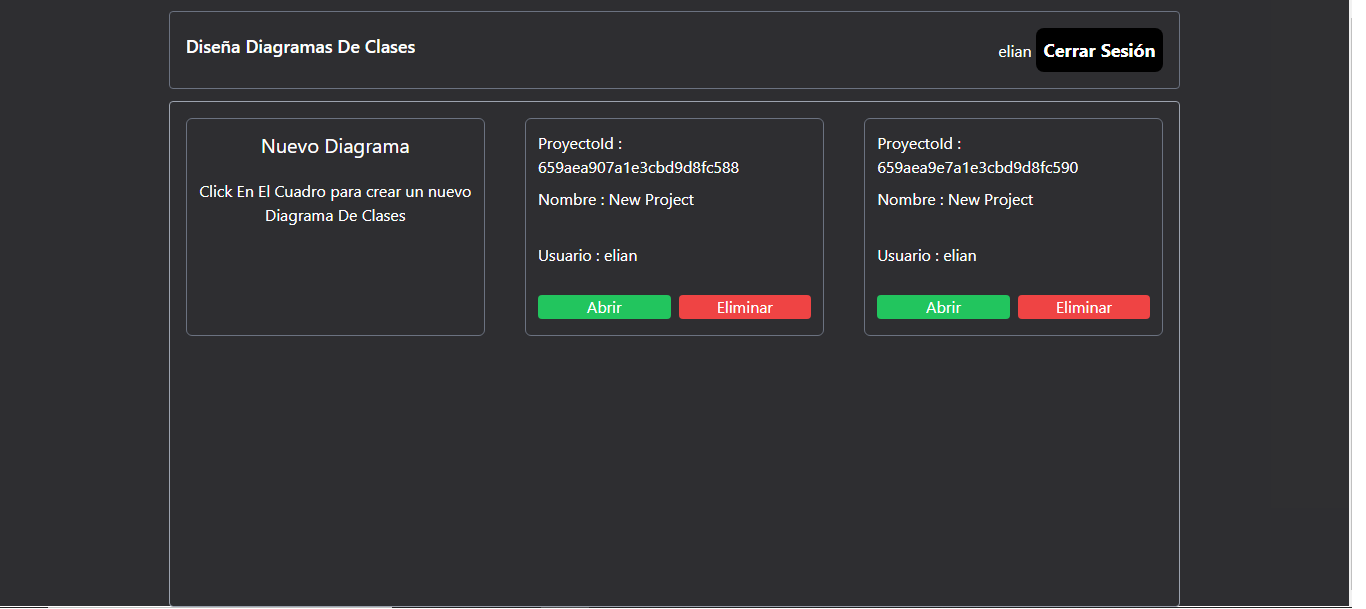 Diseña Diagramas De Clases
elian Cerrar Sesión
Nuevo Diagrama
Click En El Cuadro para crear un nuevo
Diagrama De Clases
ProyectoId :
659aea907a1e3cbd9d8fc588
Nombre : New Project
Usuario : elian
Abrir Eliminar
ProyectoId :
659aea9e7a1e3cbd9d8fc590
Nombre : New Project
Usuario : elian
Abrir Eliminar